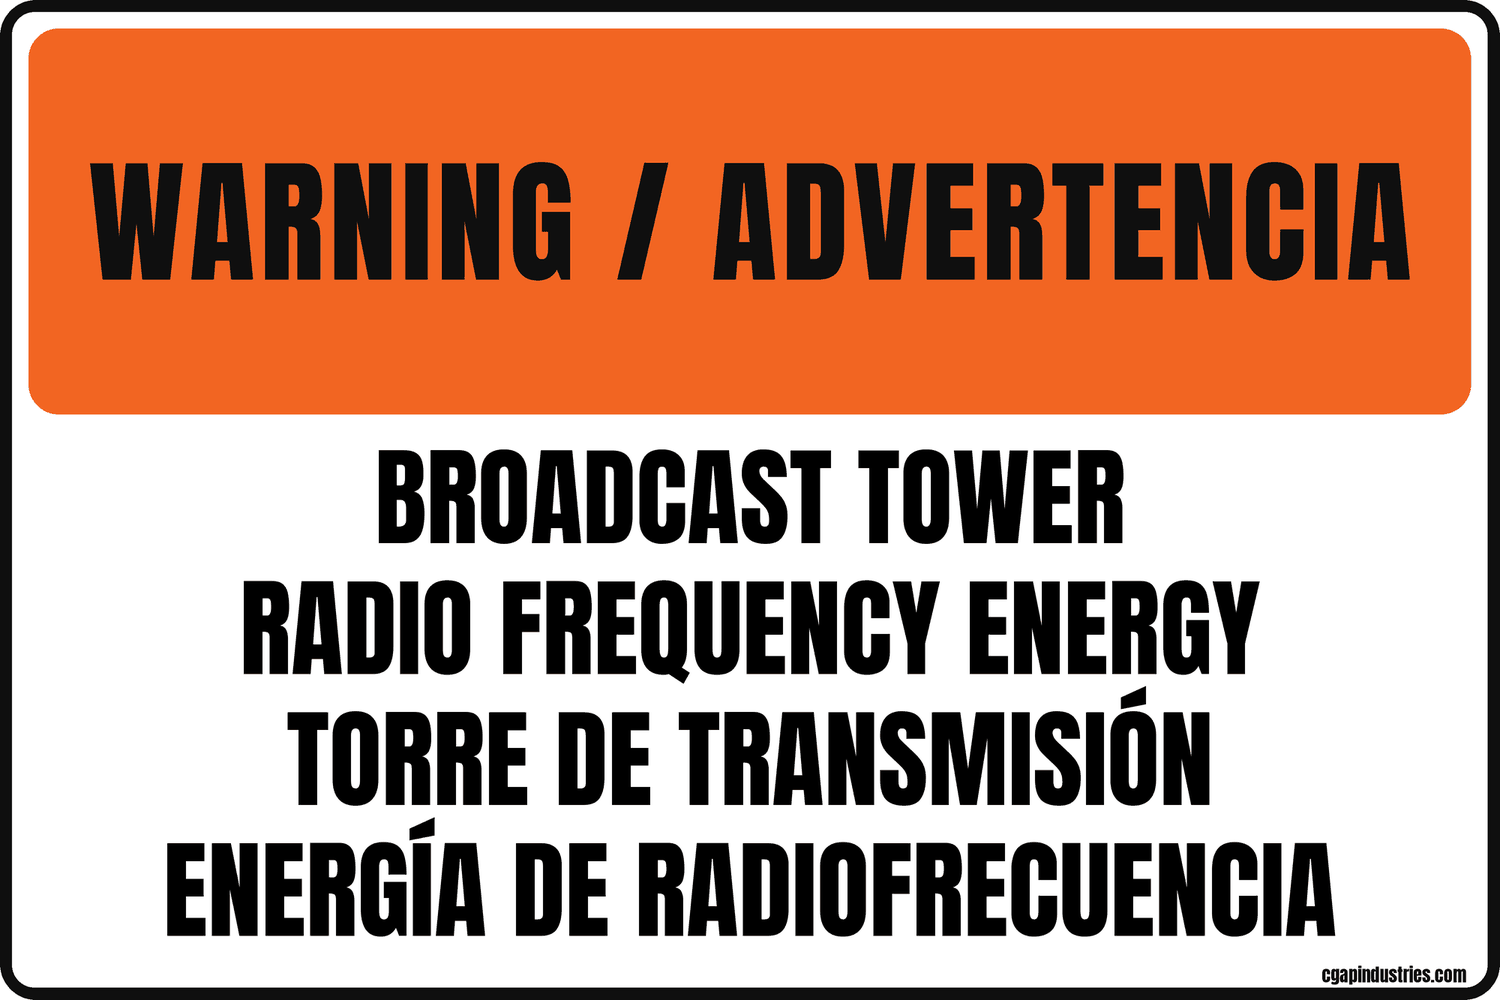 WARNING / ADVERTENCIA
BROADCAST TOWER
RADIO FREQUENCY ENERGY
TORRE DE TRANSMISIÓN
ENERGÍA DE RADIOFRECUENCIA
cgapindustries.com